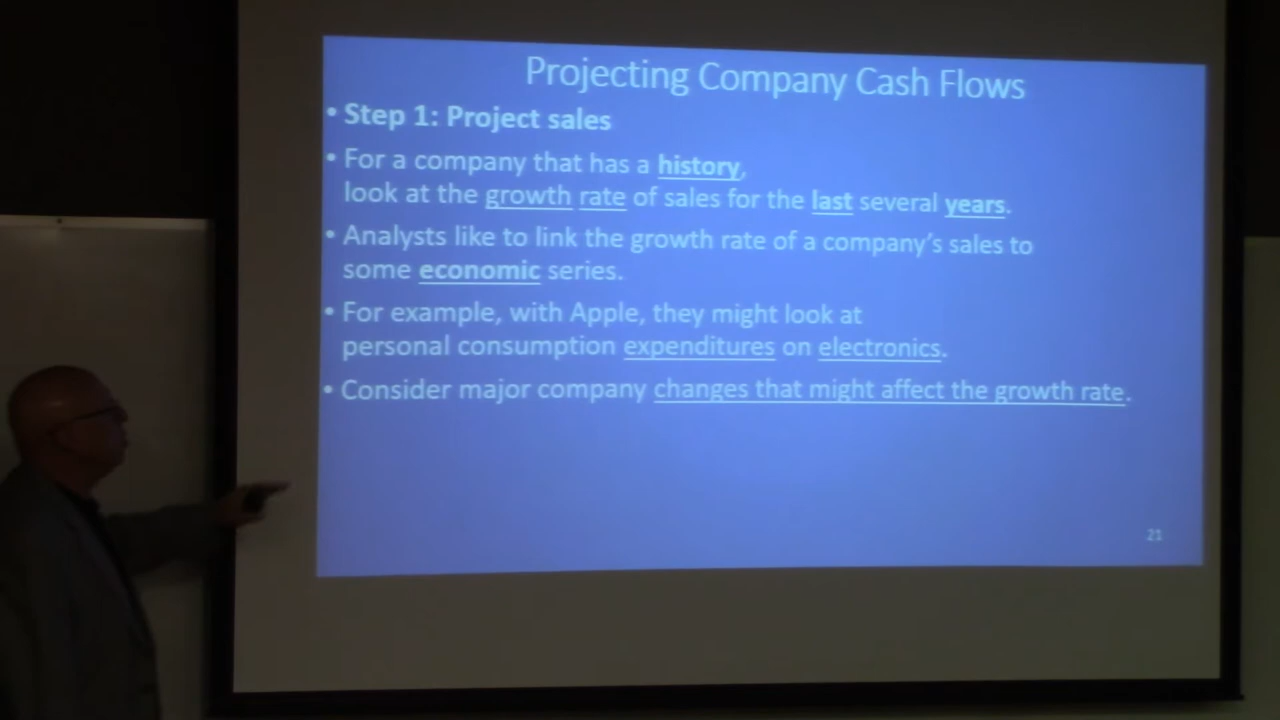 Projecting Company Cash Flows
• Step 1: Project sales
• For a company that has a history,
look at the growth rate of sales for the last several years.
• Analysts like to link the growth rate of a company's sales to
some economic series.
• For example, with Apple, they might look at
personal consumption expenditures on electronics.
• Consider major company changes that might affect the growth rate.
21